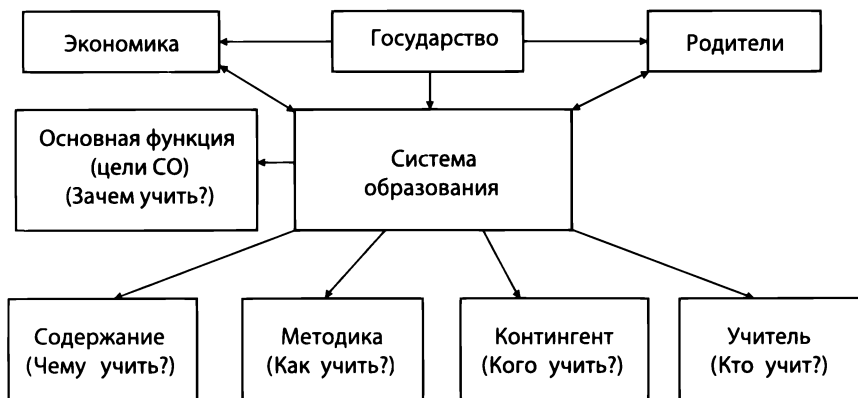 Экономика
Государство
Родители
Основная функция
(цели СО)
(Зачем учить?)
Система
образования
Содержание
(Чему учить?)
Методика
(Как учить?)
Контингент
(Кого учить?)
Учитель
(Кто учит?)